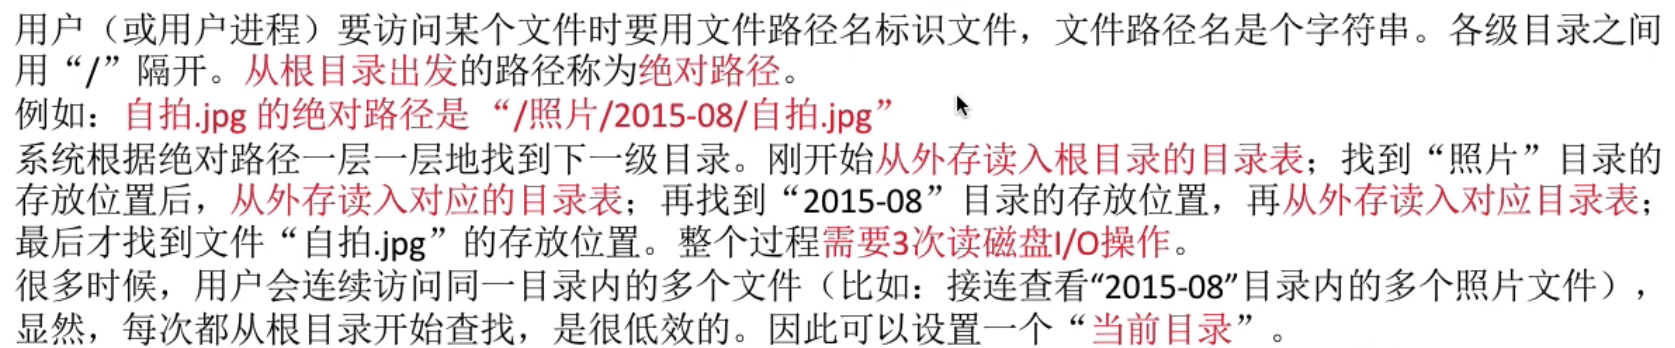 用户（或用户进程）要访问某个文件时要用文件路径名标识文件，文件路径名是个字符串。各级目录之间
用“/”隔开。从根目录出发的路径称为绝对路径。
例如：自拍.jpg 的绝对路径是 “/照片/2015-08/自拍.jpg”
系统根据绝对路径一层一层地找到下一级目录。刚开始从外存读入根目录的目录表；找到“照片”目录的
存放位置后，从外存读入对应的目录表；再找到“2015-08”目录的存放位置，再从外存读入对应目录表；
最后才找到文件“自拍.jpg”的存放位置。整个过程需要3次读磁盘I/O操作。
很多时候，用户会连续访问同一目录内的多个文件（比如：接连查看“2015-08”目录内的多个照片文件），
显然，每次都从根目录开始查找，是很低效的。因此可以设置一个“当前目录”。